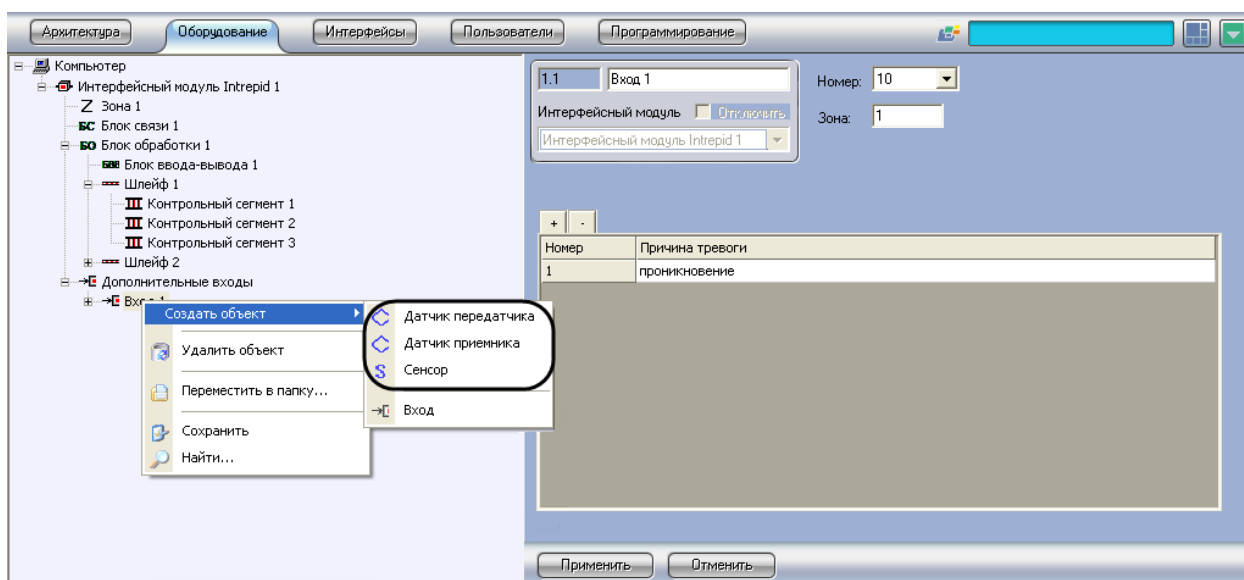 Архитектура Оборудование Интерфейсы Пользователи Программирование
Компьютер
Интерфейсный модуль Intrepid 1
Z Зона 1
БС Блок связи 1
БО Блок обработки 1
БВВ Блок ввода-вывода 1
Шлейф 1
Контрольный сегмент 1
Контрольный сегмент 2
Контрольный сегмент 3
Шлейф 2
Дополнительные входы
Создать объект
Удалить объект
Переместить в папку...
Сохранить
Найти...
Датчик передатчика
Датчик приемника
S Сенсор
Вход
1.1 Вход 1
Интерфейсный модуль Отключить
Интерфейсный модуль Intrepid 1
Номер: 10
Зона: 1
+ -
Номер Причина тревоги
1 проникновение
Применить Отменить